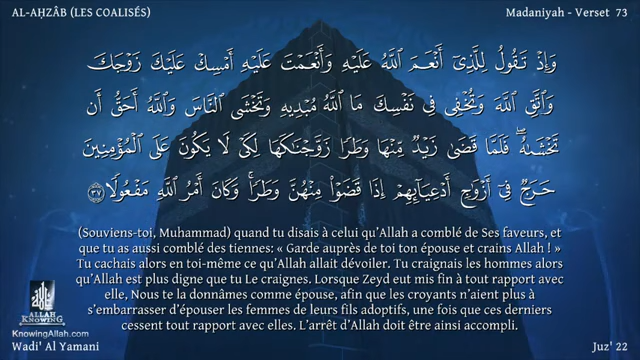 AL-AḤZÂB (LES COALISÉS)
Madaniyah - Verset 73
وَإِذْ تَقُولُ لِلَّذِىٓ أَنْعَمَ ٱللَّهُ عَلَيْهِ وَأَنْعَمْتَ عَلَيْهِ أَمْسِكْ عَلَيْكَ زَوْجَكَ
وَٱتَّقِ ٱللَّهَ وَتُخْفِى فِى نَفْسِكَ مَا ٱللَّهُ مُبْدِيهِ وَتَخْشَى ٱلنَّاسَ وَٱللَّهُ أَحَقُّ أَن
تَخْشَىٰهُ ۖ فَلَمَّا قَضَىٰ زَيْدٌ مِّنْهَا وَطَرًا زَوَّجْنَـٰكَهَا لِكَىْ لَا يَكُونَ عَلَى ٱلْمُؤْمِنِينَ
حَرَجٌ فِىٓ أَزْوَٰجِ أَدْعِيَآئِهِمْ إِذَا قَضَوْا۟ مِنْهُنَّ وَطَرًا ۚ وَكَانَ أَمْرُ ٱللَّهِ مَفْعُولًا ٣٧
(Souviens-toi, Muhammad) quand tu disais à celui qu’Allah a comblé de Ses faveurs, et
que tu as aussi comblé des tiennes: « Garde auprès de toi ton épouse et crains Allah ! »
Tu cachais alors en toi-même ce qu’Allah allait dévoiler. Tu craignais les hommes alors
qu’Allah est plus digne que tu Le craignes. Lorsque Zeyd eut mis fin à tout rapport avec
elle, Nous te la donnâmes comme épouse, afin que les croyants n’aient plus à
s’embarrasser d’épouser les femmes de leurs fils adoptifs, une fois que ces derniers
cessent tout rapport avec elles. L’arrêt d’Allah doit être ainsi accompli.
ALLAH
KNOWING
KnowingAllah.com
Wadi' Al Yamani
Juz' 22